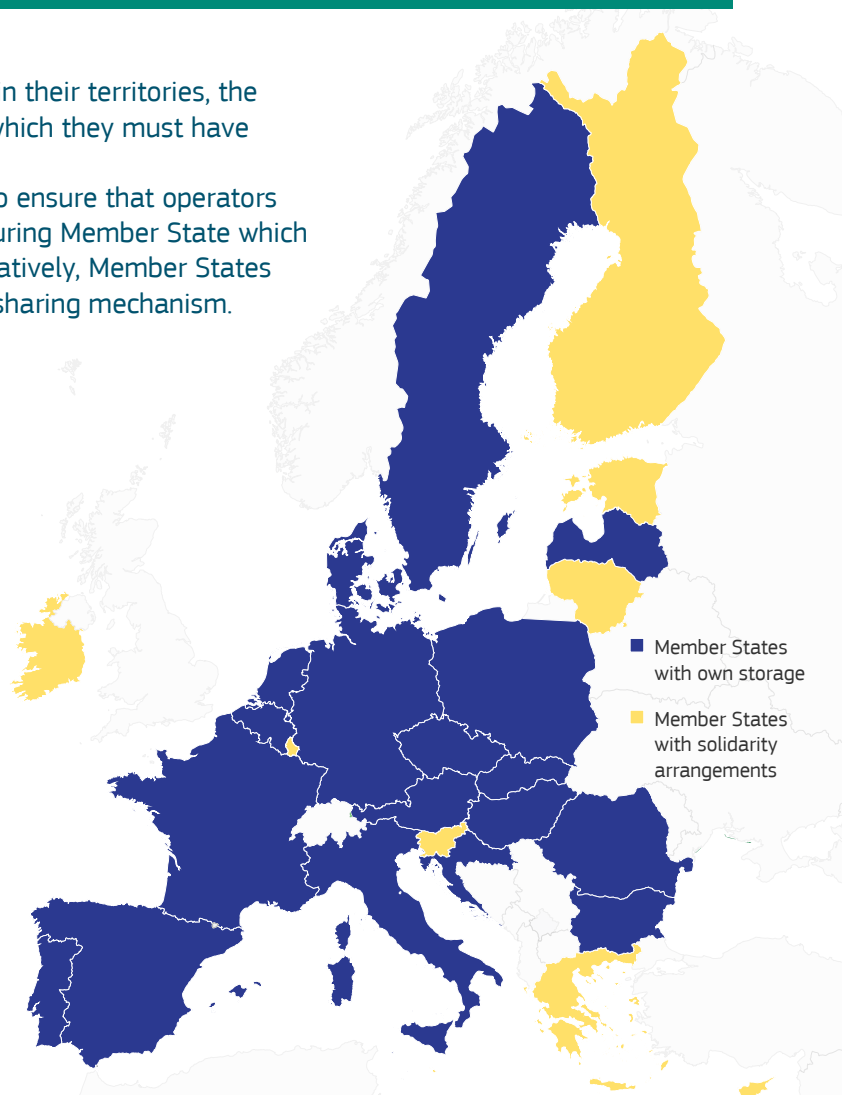 n their territories, the
which they must have
o ensure that operators
uring Member State which
atively, Member States
sharing mechanism.
Member States
with own storage
Member States
with solidarity
arrangements